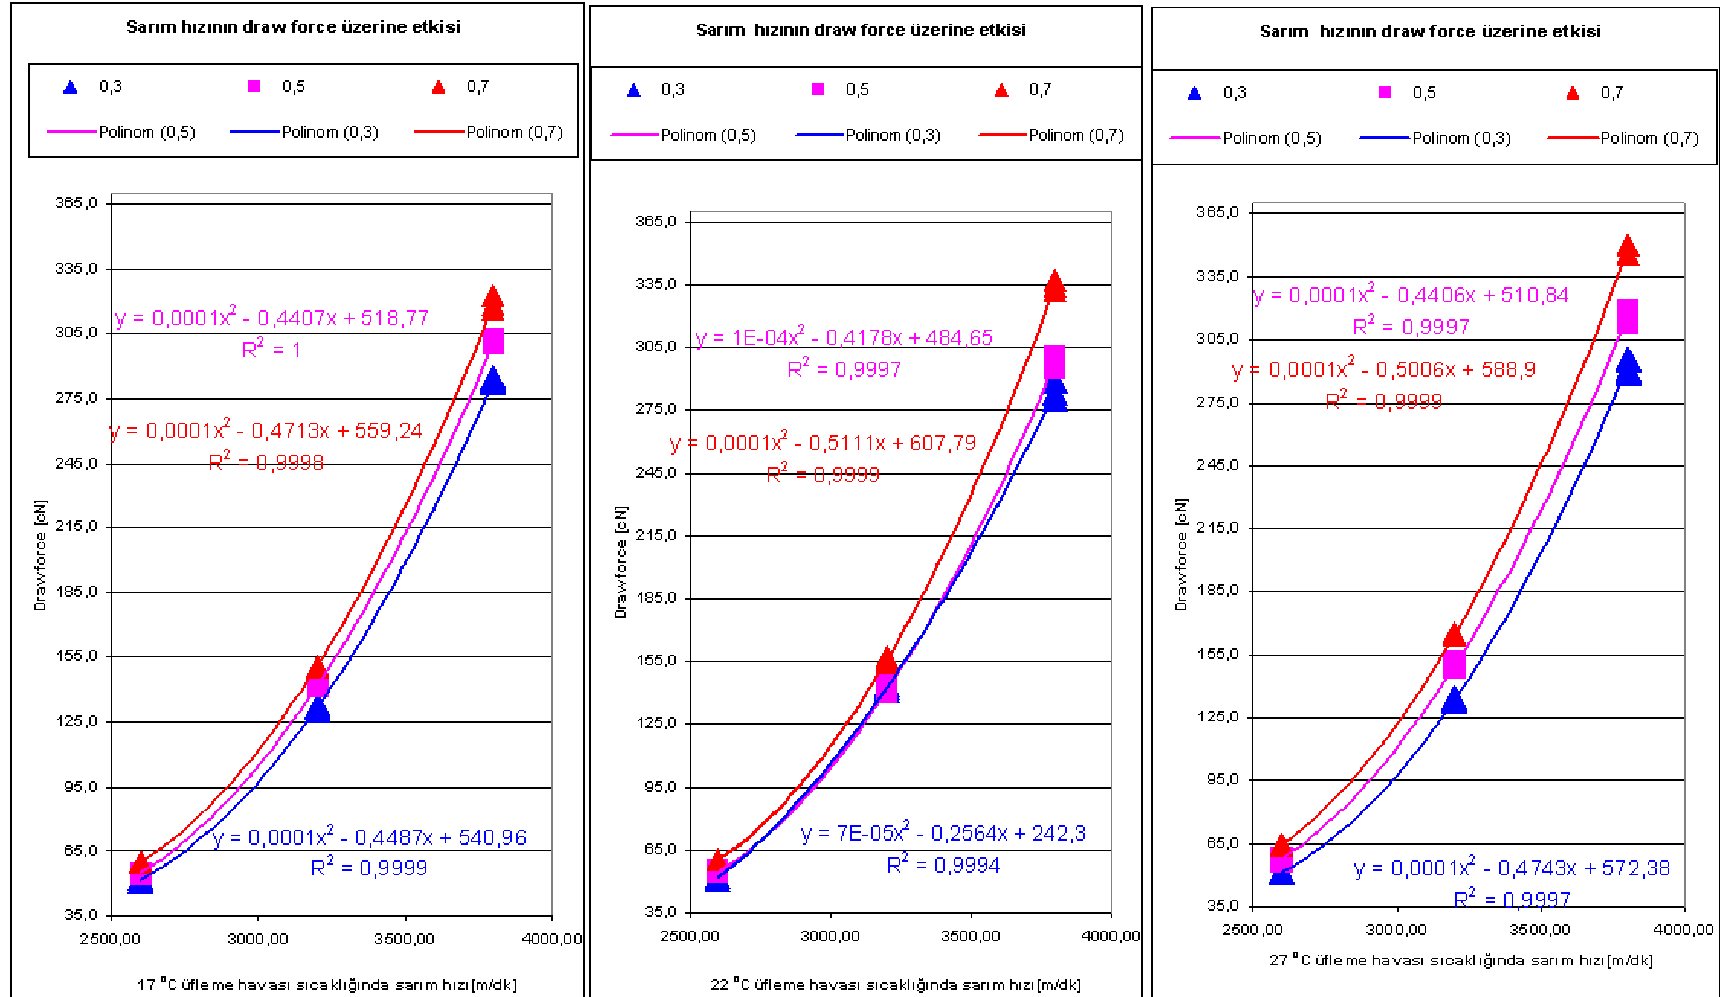 Sarım hızının draw force üzerine etkisi
0,3 0,5 0,7
Polinom (0,5) Polinom (0,3) Polinom (0,7)
365,0
335,0
y = 0,0001x² - 0,4407x + 518,77
305,0
R² = 1
275,0
y = 0,0001x² - 0,4713x + 559,24
R² = 0,9998
245,0
215,0
Drawforce [cN]
185,0
155,0
125,0
95,0
y = 0,0001x² - 0,4487x + 540,96
65,0
R² = 0,9999
35,0
2500,00 3000,00 3500,00 4000,00
17 ⁰C üfleme havası sıcaklığında sarım hızı[m/dk]
Sarım hızının draw force üzerine etkisi
0,3 0,5 0,7
Polinom (0,5) Polinom (0,3) Polinom (0,7)
365,0
335,0
y = 1E-04x² - 0,4178x + 484,65
305,0
R² = 0,9997
275,0
y = 0,0001x² - 0,5111x + 607,79
R² = 0,9999
245,0
215,0
Drawforce [cN]
185,0
155,0
125,0
95,0
y = 7E-05x² - 0,2564x + 242,3
65,0
R² = 0,9994
35,0
2500,00 3000,00 3500,00 4000,00
22 ⁰C üfleme havası sıcaklığında sarım hızı[m/dk]
Sarım hızının draw force üzerine etkisi
0,3 0,5 0,7
Polinom (0,5) Polinom (0,3) Polinom (0,7)
365,0
335,0
y = 0,0001x² - 0,4406x + 510,84
R² = 0,9997
305,0
y = 0,0001x² - 0,5006x + 588,9
R² = 0,9999
275,0
245,0
215,0
Drawforce [cN]
185,0
155,0
125,0
95,0
65,0
y = 0,0001x² - 0,4743x + 572,38
R² = 0,9997
35,0
2500,00 3000,00 3500,00 4000,00
27 ⁰C üfleme havası sıcaklığında sarım hızı[m/dk]